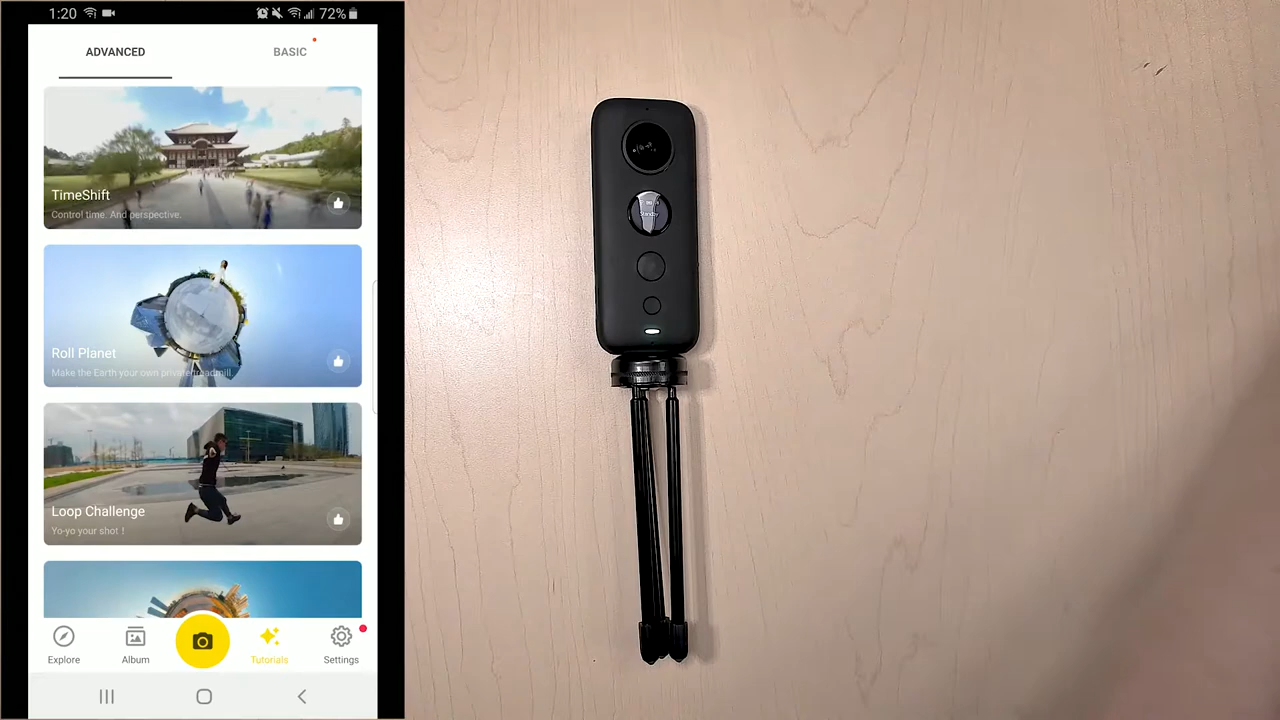 1:20
72%
ADVANCED
BASIC
TimeShift
Control time. And perspective.
Roll Planet
Make the Earth your own private treadmill.
Loop Challenge
Yo-yo your shot !
Standby
Explore
Album
Tutorials
Settings